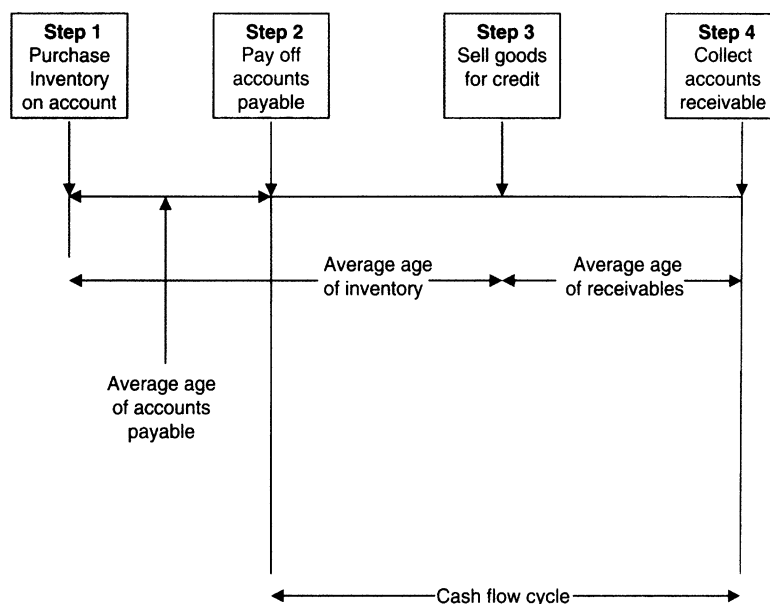 Step 1
Purchase
Inventory
on account
Step 2
Pay off
accounts
payable
Step 3
Sell goods
for credit
Step 4
Collect
accounts
receivable
Average age
of inventory
Average age
of receivables
Average age
of accounts
payable
Cash flow cycle